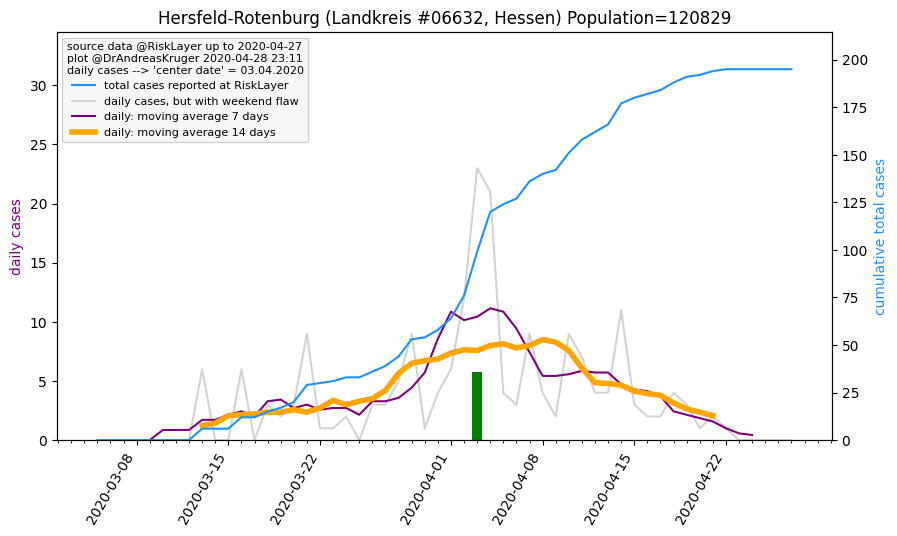 Hersfeld-Rotenburg (Landkreis #06632, Hessen) Population=120829
source data @RiskLayer up to 2020-04-27
plot @DrAndreasKruger 2020-04-28 23:11
daily cases --> 'center date' = 03.04.2020
total cases reported at RiskLayer
daily cases, but with weekend flaw
daily: moving average 7 days
daily: moving average 14 days
daily cases
30
25
20
15
10
5
0
200
175
150
125
100
75
50
25
0
cumulative total cases
2020-03-08
2020-03-15
2020-03-22
2020-04-01
2020-04-08
2020-04-15
2020-04-22